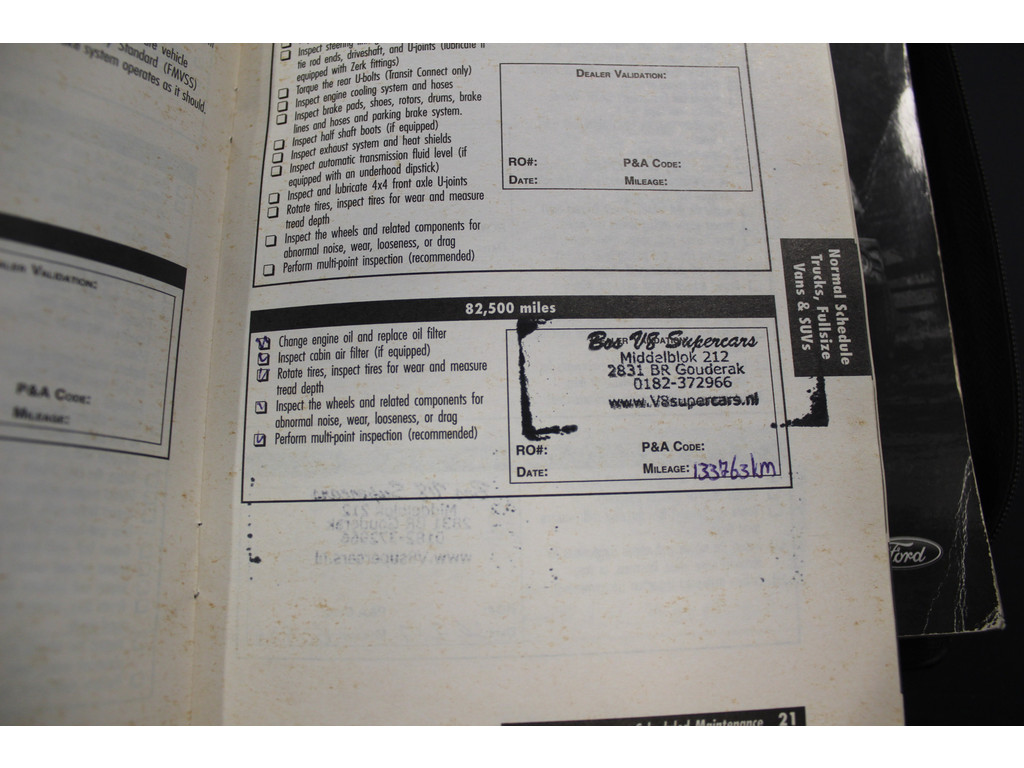 vehicle
Standard (FMVSS)
system operates as it should.
DEALER VALIDATION:
P&A CODE:
MILEAGE:
Inspect steering
tie rod ends, driveshaft, and U-joints (lubricate if
equipped with Zerk fittings)
Torque the rear U-bolts (Transit Connect only)
Inspect engine cooling system and hoses
Inspect brake pads, shoes, rotors, drums, brake
lines and hoses and parking brake system.
Inspect half shaft boots (if equipped)
Inspect exhaust system and heat shields
Inspect automatic transmission fluid level (if
equipped with an underhood dipstick)
Inspect and lubricate 4x4 front axle U-joints
Rotate tires, inspect tires for wear and measure
tread depth
Inspect the wheels and related components for
abnormal noise, wear, looseness, or drag
Perform multi-point inspection (recommended)
DEALER VALIDATION:
RO#:
P&A CODE:
DATE:
MILEAGE:
82,500 miles
Change engine oil and replace oil filter
Inspect cabin air filter (if equipped)
Rotate tires, inspect tires for wear and measure
tread depth
Inspect the wheels and related components for
abnormal noise, wear, looseness, or drag
Perform multi-point inspection (recommended)
Bos V8 Supercars
Middelblok 212
2831 BR Gouderak
0182-372966
www.V8supercars.nl
RO#:
P&A CODE:
DATE:
MILEAGE: 133763km
Normal Schedule
Trucks, Fullsize
Vans & SUVs
Ford
Scheduled Maintenance 21